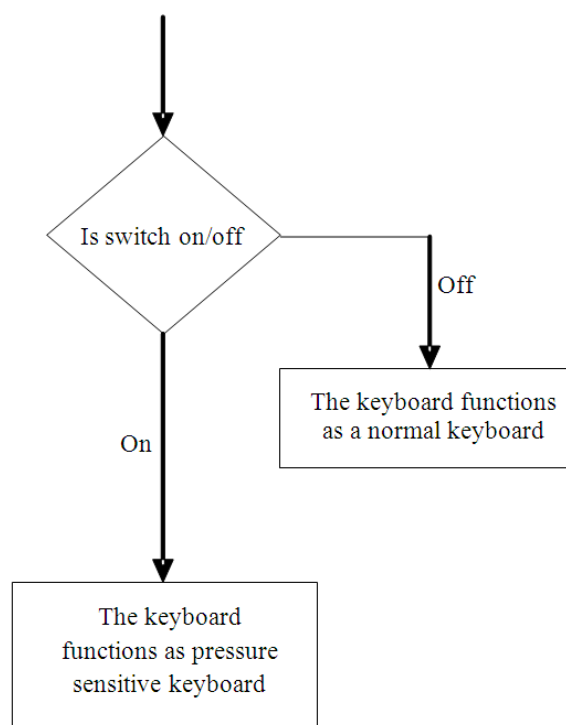 Is switch on/off
Off
The keyboard functions
as a normal keyboard
On
The keyboard
functions as pressure
sensitive keyboard